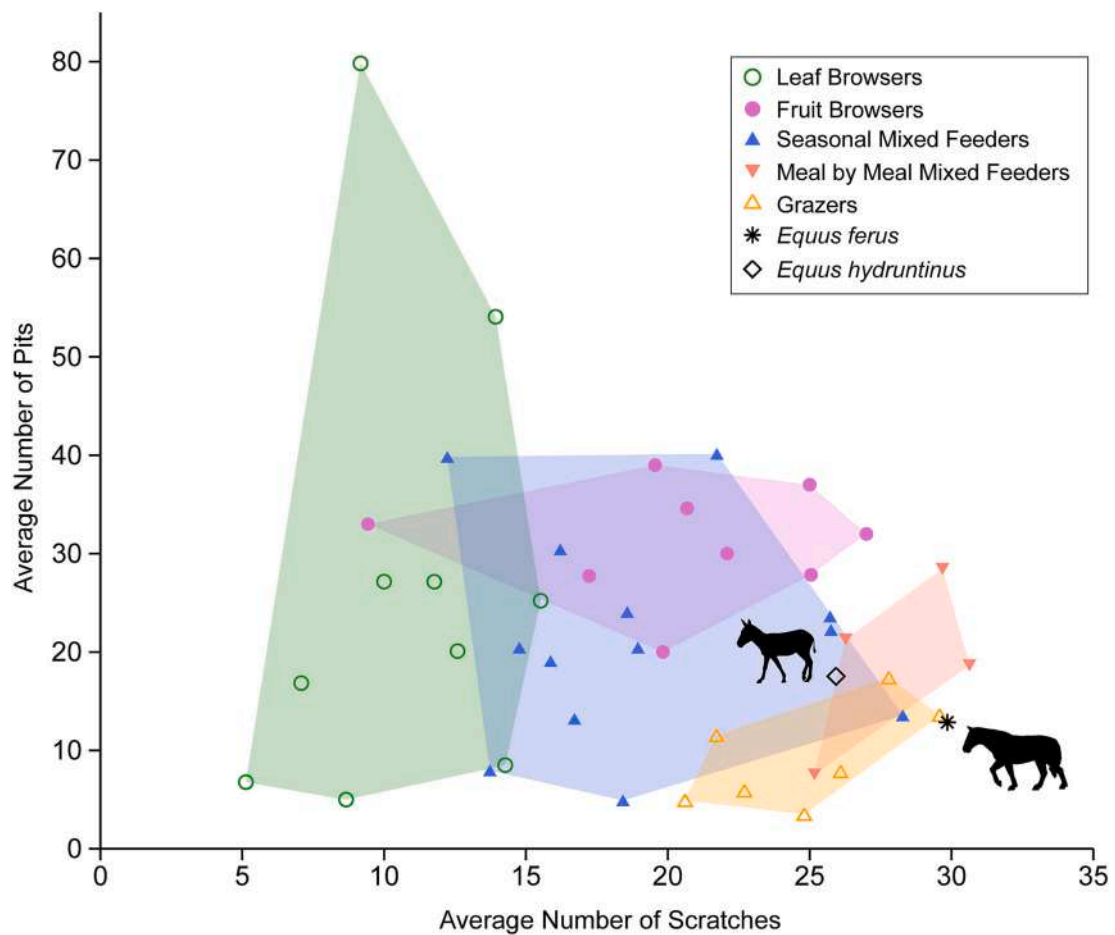 80
70
60
50
40
30
20
10
0
Average Number of Pits
Leaf Browsers
Fruit Browsers
Seasonal Mixed Feeders
Meal by Meal Mixed Feeders
Grazers
Equus ferus
Equus hydruntinus
0 5 10 15 20 25 30 35
Average Number of Scratches